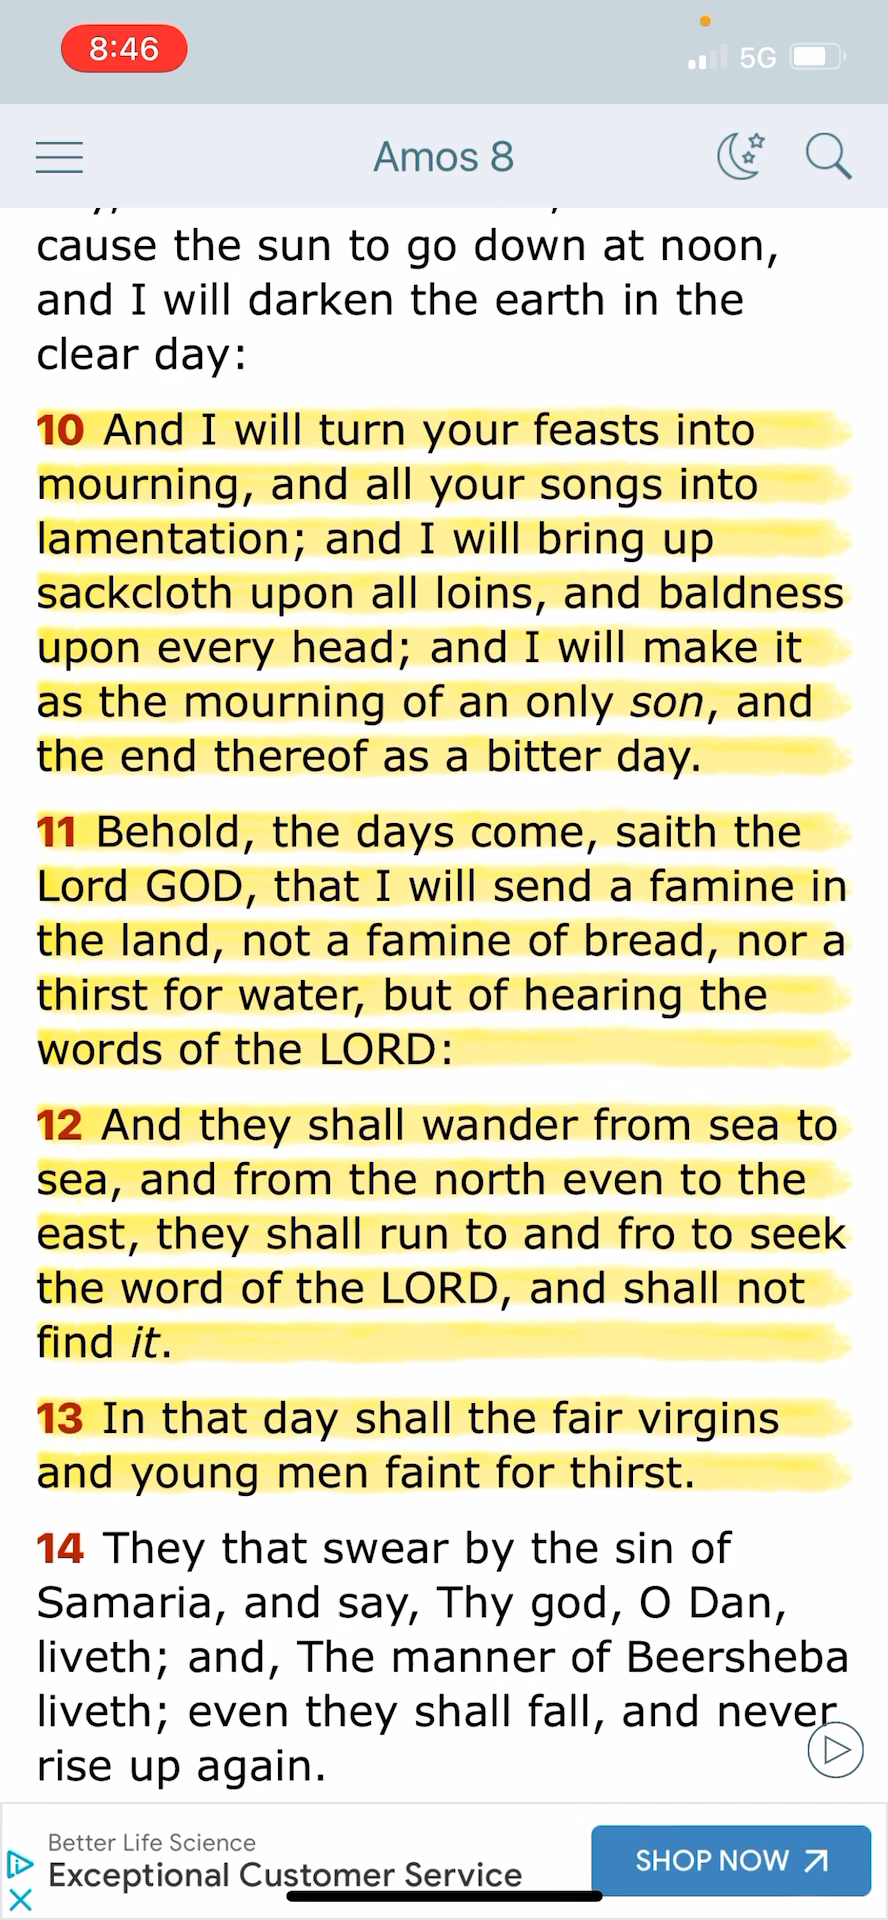 8:46
5G
Amos 8
cause the sun to go down at noon,
and I will darken the earth in the
clear day:
10 And I will turn your feasts into
mourning, and all your songs into
lamentation; and I will bring up
sackcloth upon all loins, and baldness
upon every head; and I will make it
as the mourning of an only son, and
the end thereof as a bitter day.
11 Behold, the days come, saith the
Lord GOD, that I will send a famine in
the land, not a famine of bread, nor a
thirst for water, but of hearing the
words of the LORD:
12 And they shall wander from sea to
sea, and from the north even to the
east, they shall run to and fro to seek
the word of the LORD, and shall not
find it.
13 In that day shall the fair virgins
and young men faint for thirst.
14 They that swear by the sin of
Samaria, and say, Thy god, O Dan,
liveth; and, The manner of Beersheba
liveth; even they shall fall, and never
rise up again.
Better Life Science
Exceptional Customer Service
SHOP NOW